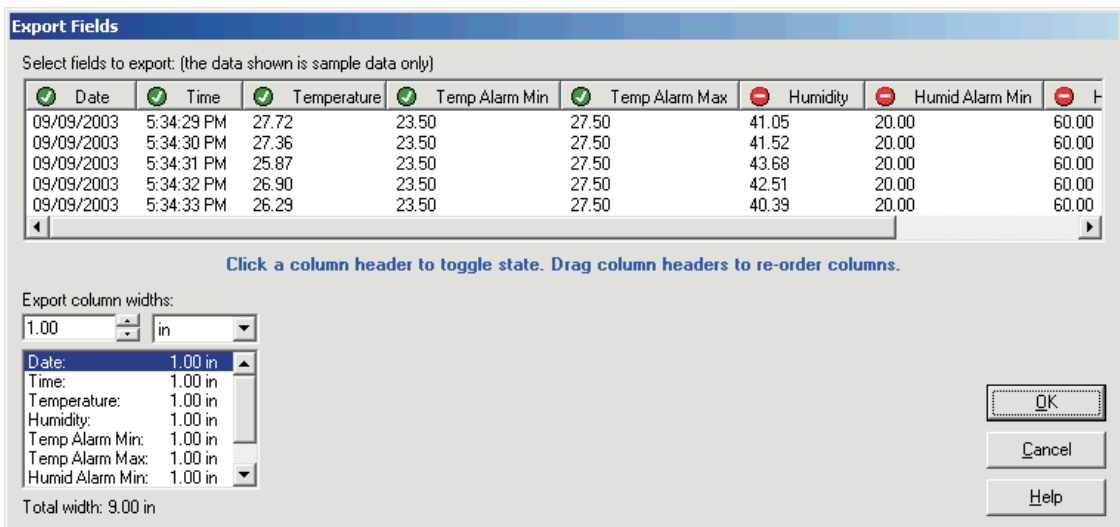 Export Fields
Select fields to export: (the data shown is sample data only)
Date Time Temperature Temp Alarm Min Temp Alarm Max Humidity Humid Alarm Min H
09/09/2003 5:34:29 PM 27.72 23.50 27.50 41.05 20.00 60.00
09/09/2003 5:34:30 PM 27.36 23.50 27.50 41.52 20.00 60.00
09/09/2003 5:34:31 PM 25.87 23.50 27.50 43.68 20.00 60.00
09/09/2003 5:34:32 PM 26.90 23.50 27.50 42.51 20.00 60.00
09/09/2003 5:34:33 PM 26.29 23.50 27.50 40.39 20.00 60.00
Click a column header to toggle state. Drag column headers to re-order columns.
Export column widths:
1.00 in
Date: 1.00 in
Time: 1.00 in
Temperature: 1.00 in
Humidity: 1.00 in
Temp Alarm Min: 1.00 in
Temp Alarm Max: 1.00 in
Humid Alarm Min: 1.00 in
Total width: 9.00 in
OK
Cancel
Help